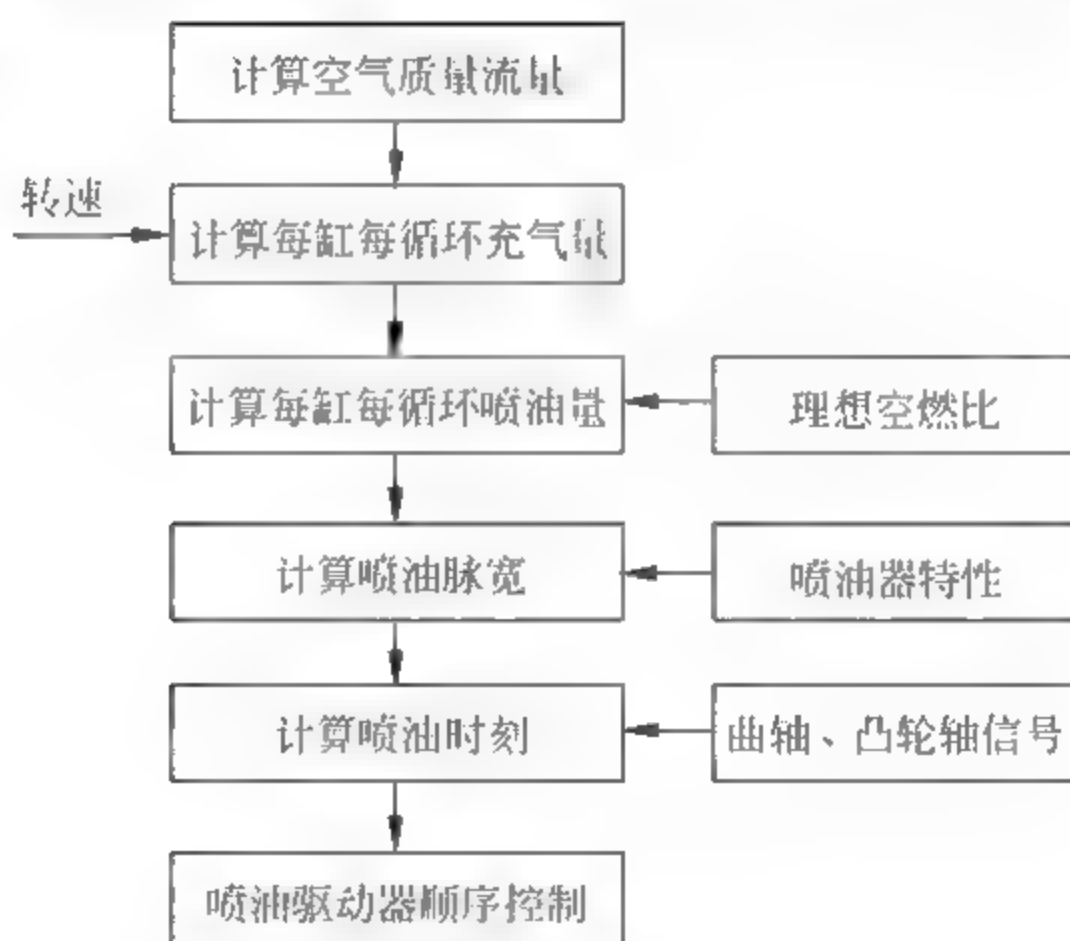 计算空气质量流量
转速
计算每缸每循环充气量
计算每缸每循环喷油量
理想空燃比
计算喷油脉宽
喷油器特性
计算喷油时刻
曲轴、凸轮轴信号
喷油驱动器顺序控制